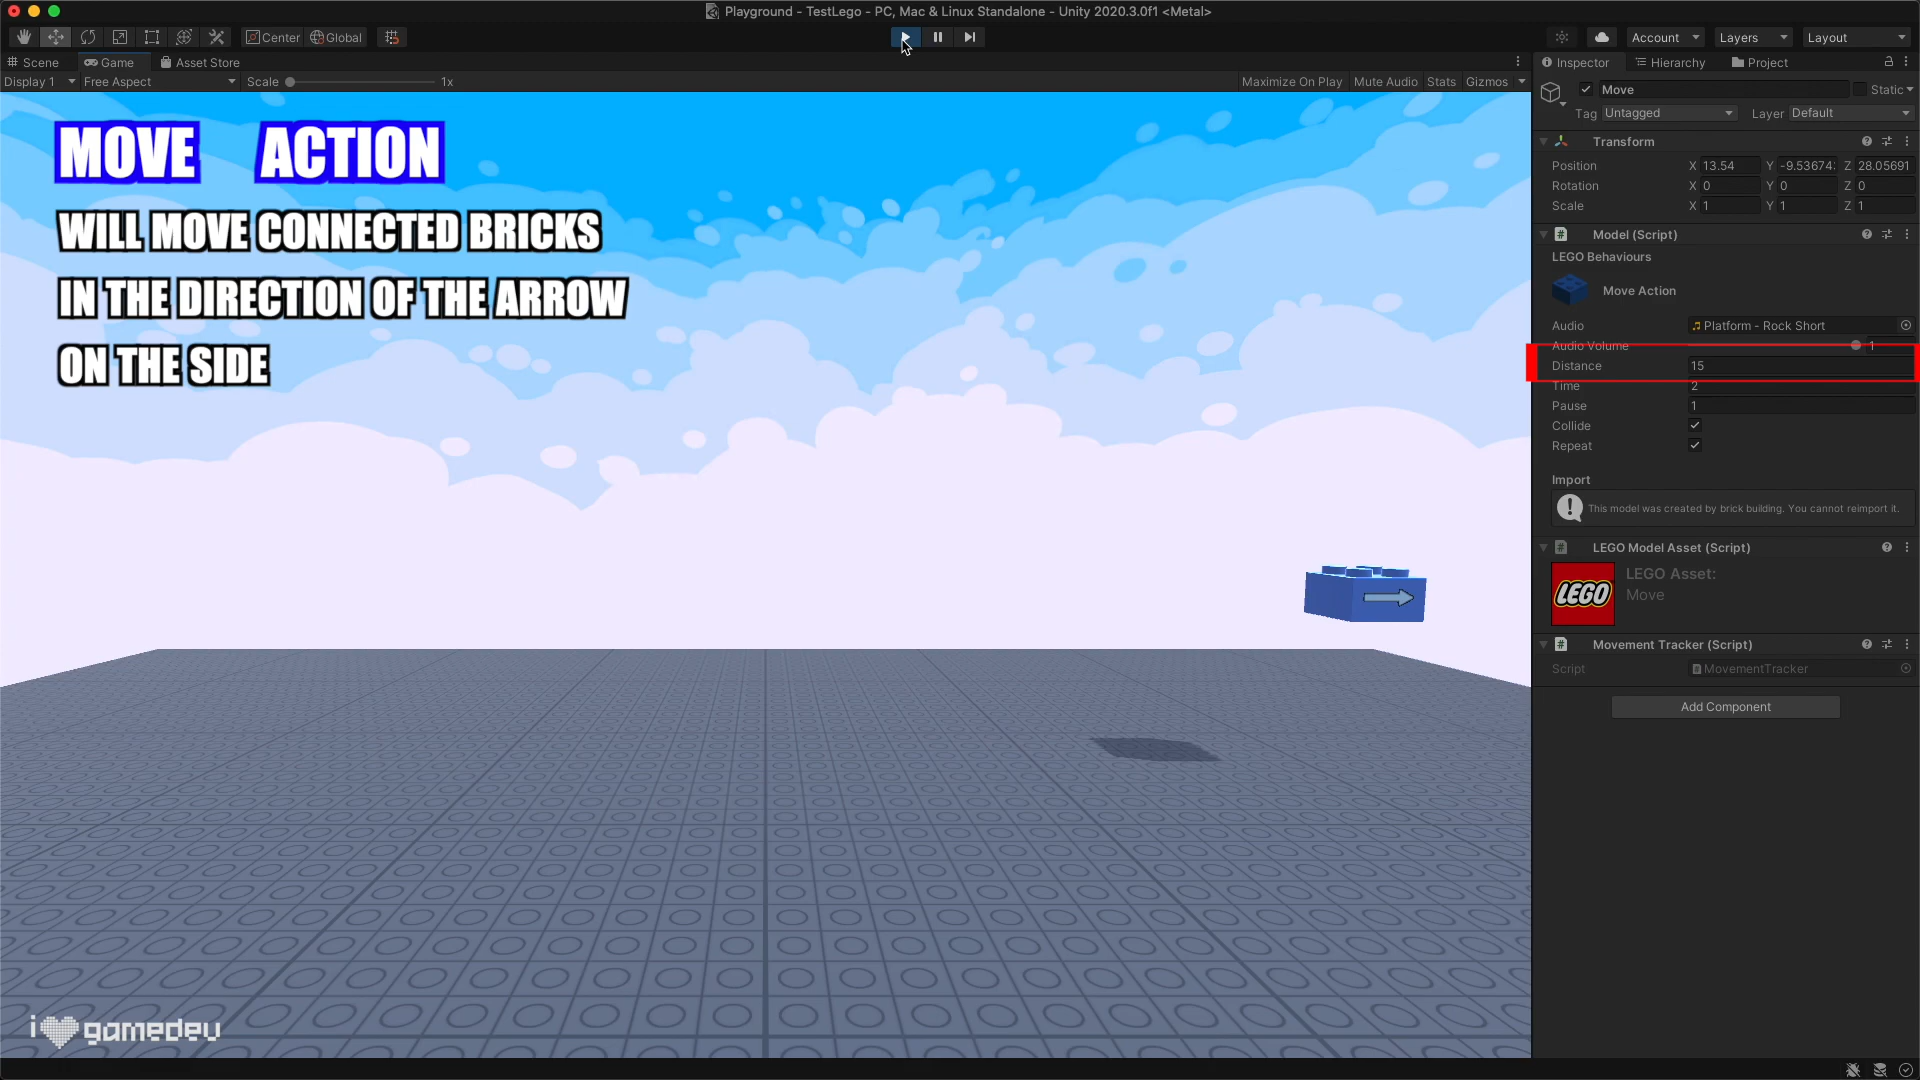 Playground - TestLego - PC, Mac & Linux Standalone - Unity 2020.3.0f1 <Metal>
Center Global Account Layers Layout
Scene Game Asset Store
Display 1 Free Aspect Scale 1x Maximize On Play Mute Audio Stats Gizmos
MOVE ACTION
WILL MOVE CONNECTED BRICKS
IN THE DIRECTION OF THE ARROW
ON THE SIDE
i gamedev
Inspector Hierarchy Project
Move Static
Tag Untagged Layer Default
Transform
Position X 13.54 Y -9.53674: Z 28.05691
Rotation X 0 Y 0 Z 0
Scale X 1 Y 1 Z 1
# Model (Script)
LEGO Behaviours
Move Action
Audio Platform - Rock Short
Audio Volume 1
Distance 15
Time 2
Pause 1
Collide
Repeat
Import
This model was created by brick building. You cannot reimport it.
# LEGO Model Asset (Script)
LEGO
LEGO Asset:
Move
# Movement Tracker (Script)
Script MovementTracker
Add Component